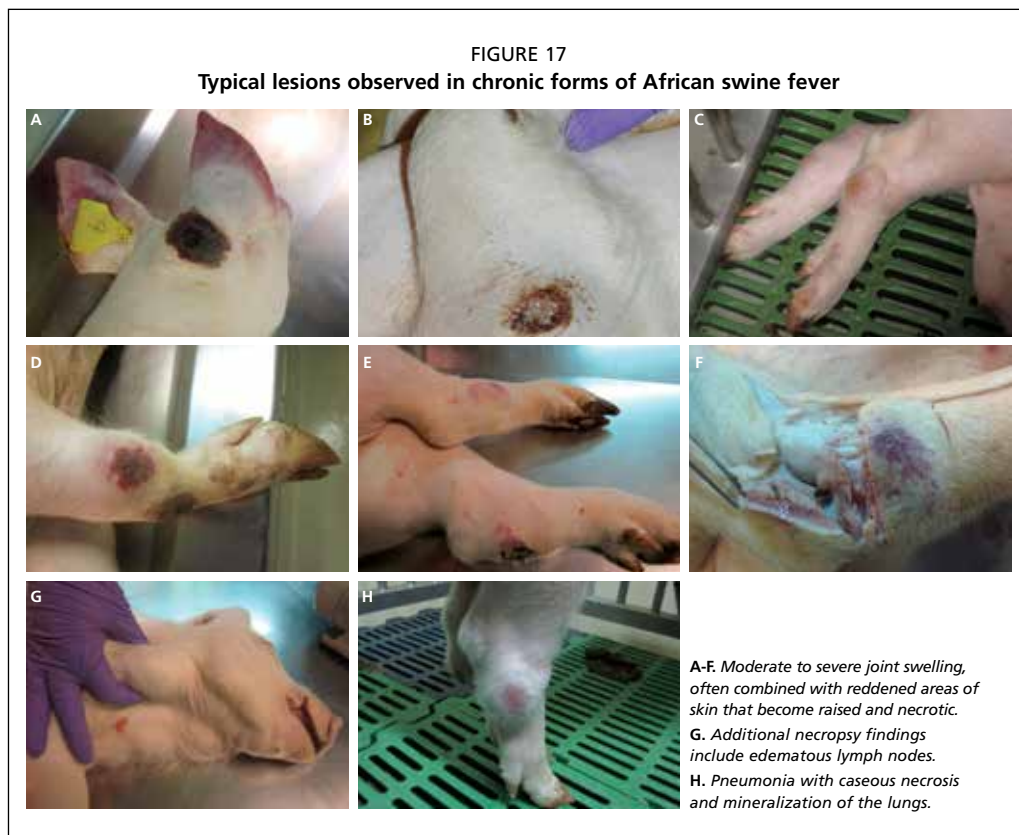 FIGURE 17
Typical lesions observed in chronic forms of African swine fever
A
B
C
D
E
F
G
H
A-F. Moderate to severe joint swelling,
often combined with reddened areas of
skin that become raised and necrotic.
G. Additional necropsy findings
include edematous lymph nodes.
H. Pneumonia with caseous necrosis
and mineralization of the lungs.